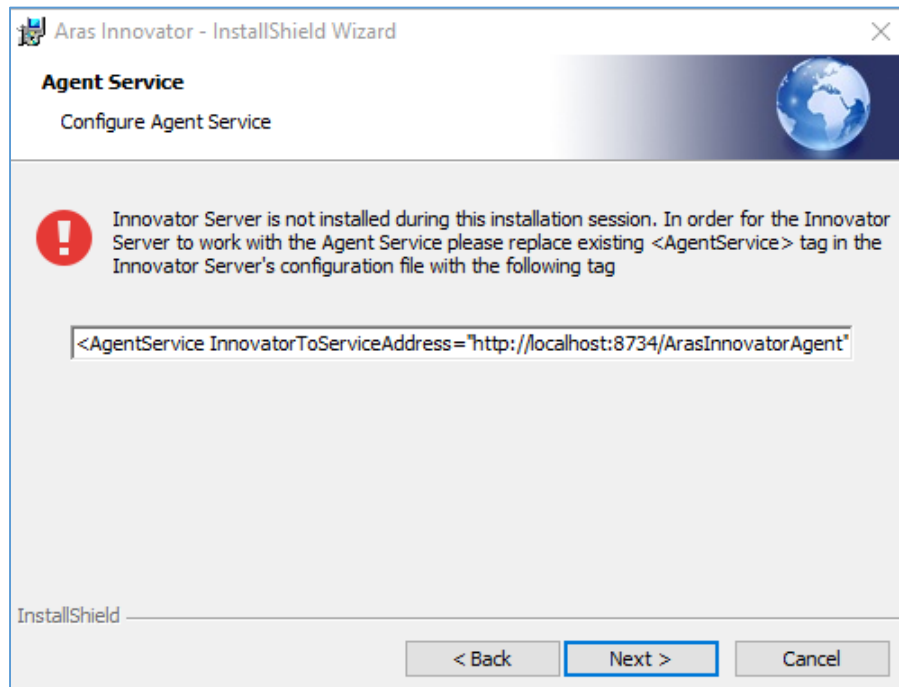 Aras Innovator - InstallShield Wizard
Agent Service
Configure Agent Service
Innovator Server is not installed during this installation session. In order for the Innovator
Server to work with the Agent Service please replace existing <AgentService> tag in the
Innovator Server's configuration file with the following tag
<AgentService InnovatorToServiceAddress="http://localhost:8734/ArasInnovatorAgent"
InstallShield
< Back Next > Cancel